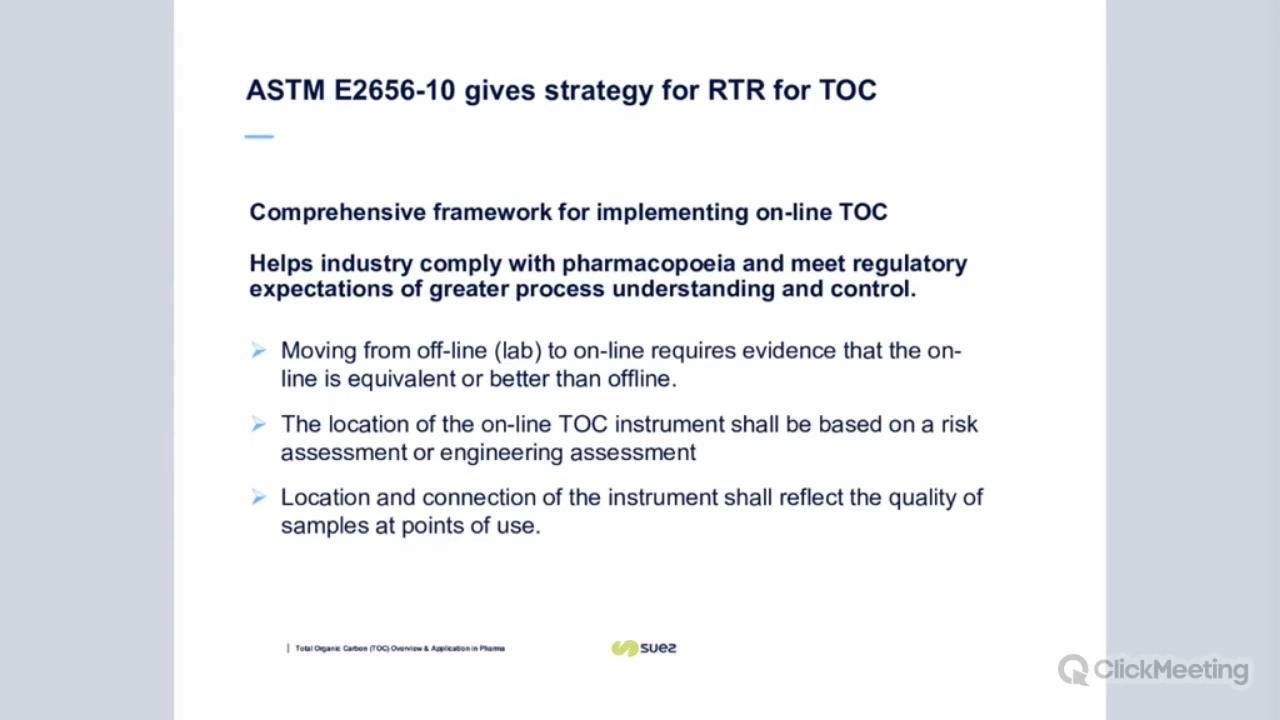 ASTM E2656-10 gives strategy for RTR for TOC
Comprehensive framework for implementing on-line TOC
Helps industry comply with pharmacopoeia and meet regulatory
expectations of greater process understanding and control.
Moving from off-line (lab) to on-line requires evidence that the on-
line is equivalent or better than offline.
The location of the on-line TOC instrument shall be based on a risk
assessment or engineering assessment
Location and connection of the instrument shall reflect the quality of
samples at points of use.
Total Organic Carbon (TOC) Overview & Application in Pharma
suez
ClickMeeting